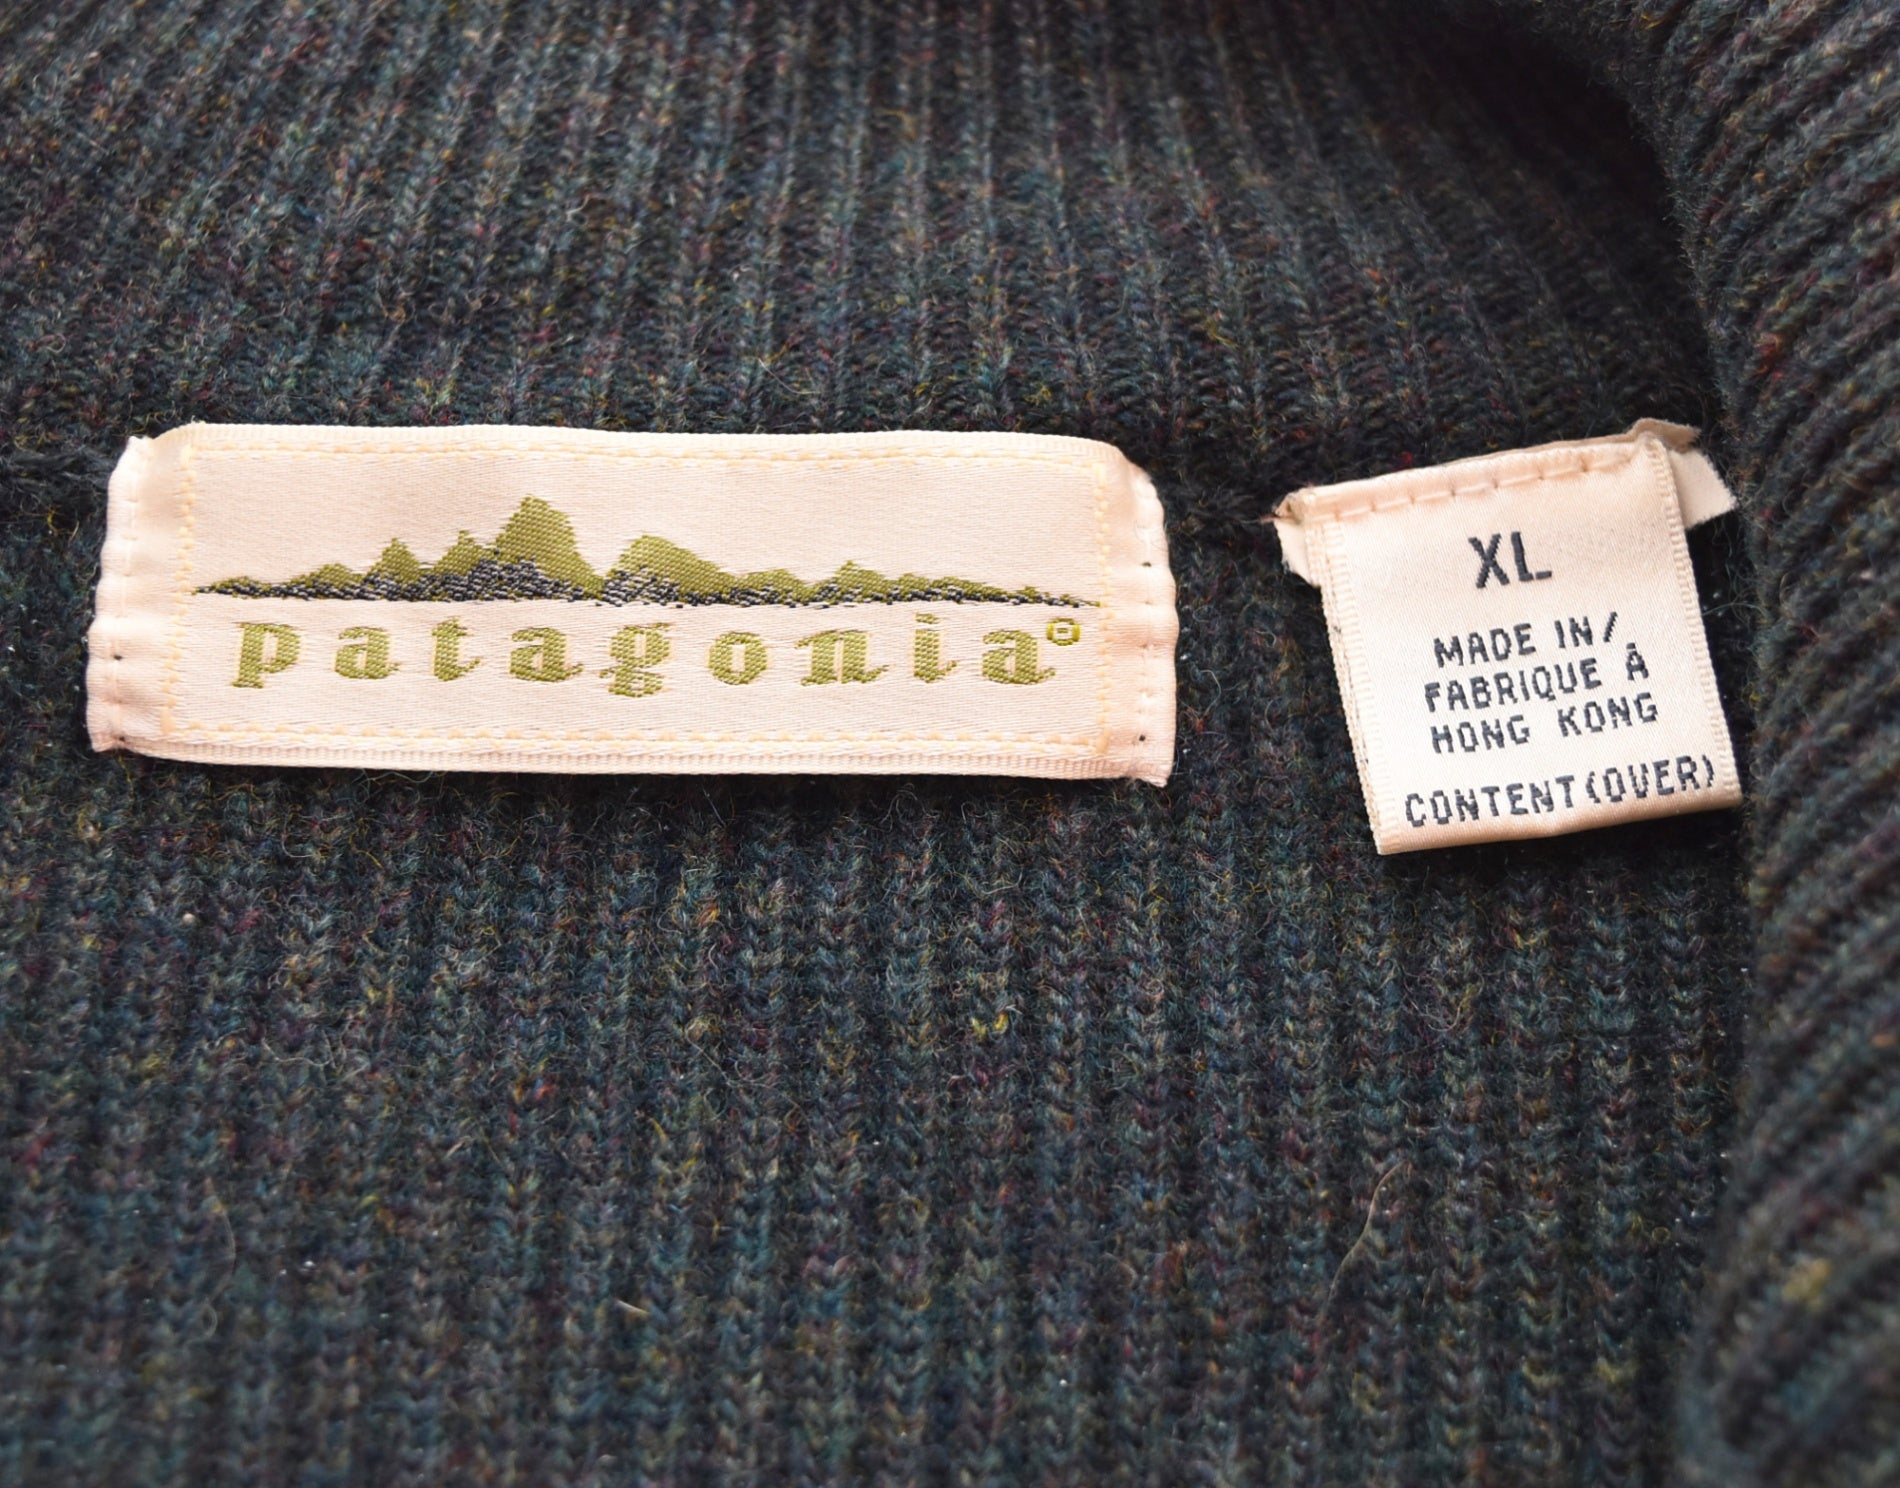 patagonia®
XL
MADE IN/
FABRIQUE À
HONG KONG
CONTENT(OVER)